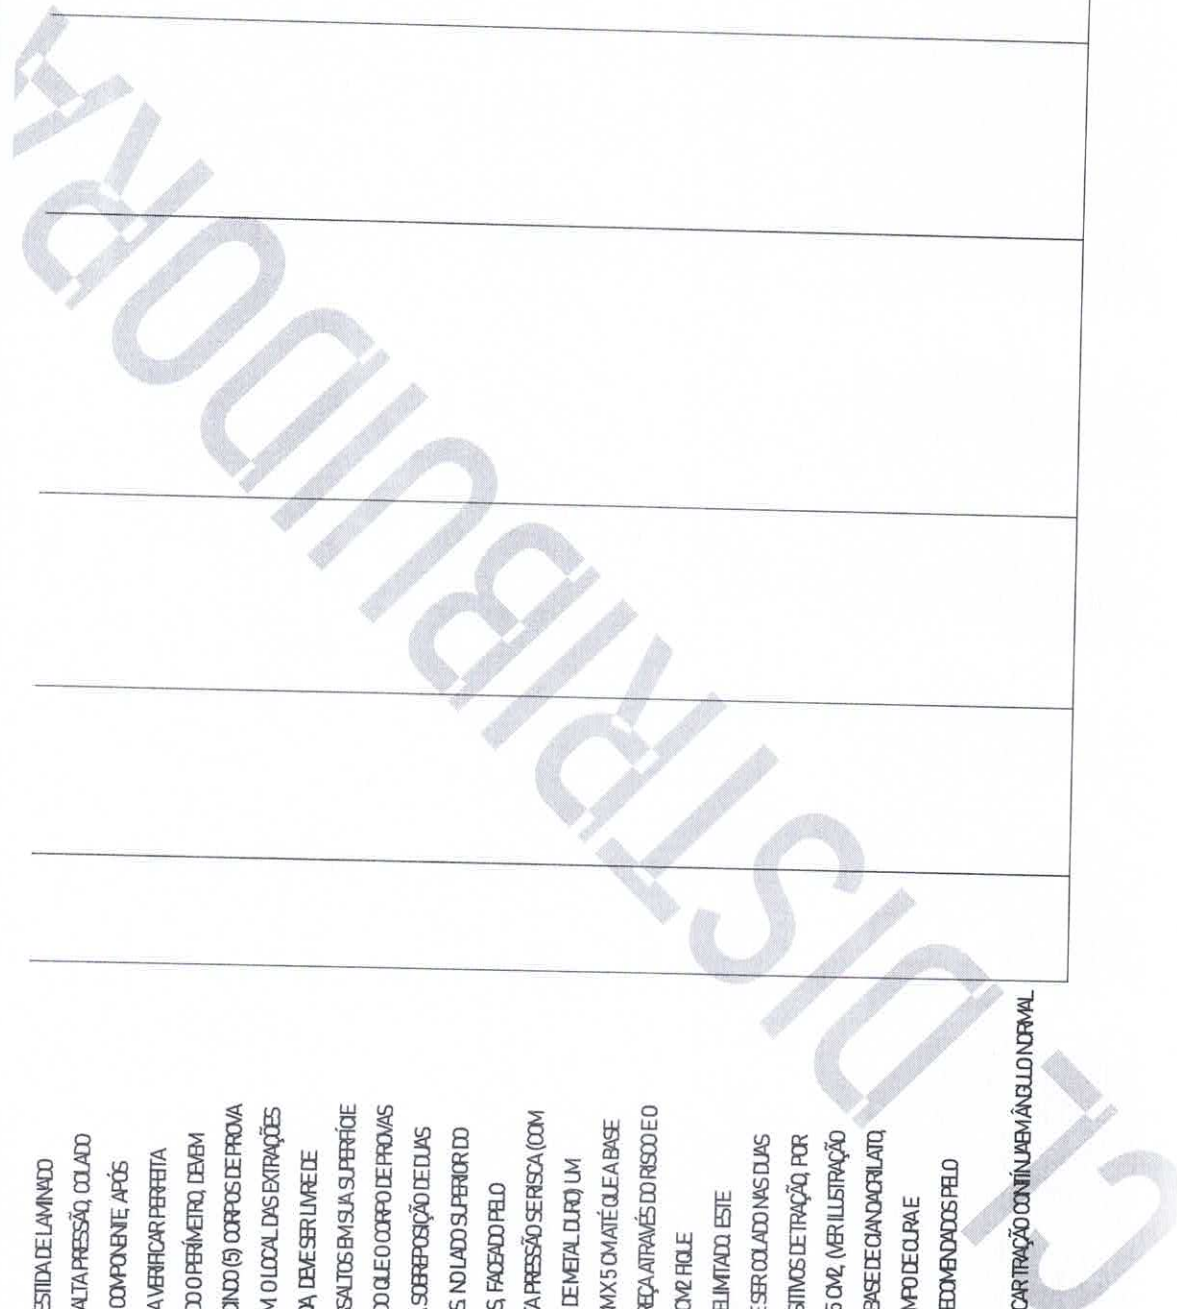 ESTIDA DE LAMINADO
ALTA PRESSÃO, COLADO
COMPONENTE, APÓS
A VERIFICAR PERFEITA
DO O PERÍMETRO, DEVEM
CINCO (5) CORPOS DE PROVA
M O LOCAL DAS EXTRAÇÕES
DA, DEVE SER LIVRE DE
SSALTOS EM SUA SUPERFÍCIE
DO QUE O CORPO DE PROVAS
A SOBREPOSIÇÃO DE DUAS
S. NO LADO SUPERIOR DO
S, FACEADO PELO
TA PRESSÃO SE RISCA (COM
DE METAL DURO) UM
M X 5 CM ATÉ QUE A BASE
REÇA ATRAVÉS DO RISCO E O
CM2 FIQUE
ELIMITADO. ESTE
E SER COLADO NAS DUAS
SITIVOS DE TRAÇÃO, POR
5 CM2, (VER ILUSTRAÇÃO
BASE DE CIANOACRILATO,
MPO DE CURA E
ECOMENDADOS PELO
CAR TRAÇÃO CONTÍNUA EM ÂNGULO NORMAL
DISTRIBUIDORA